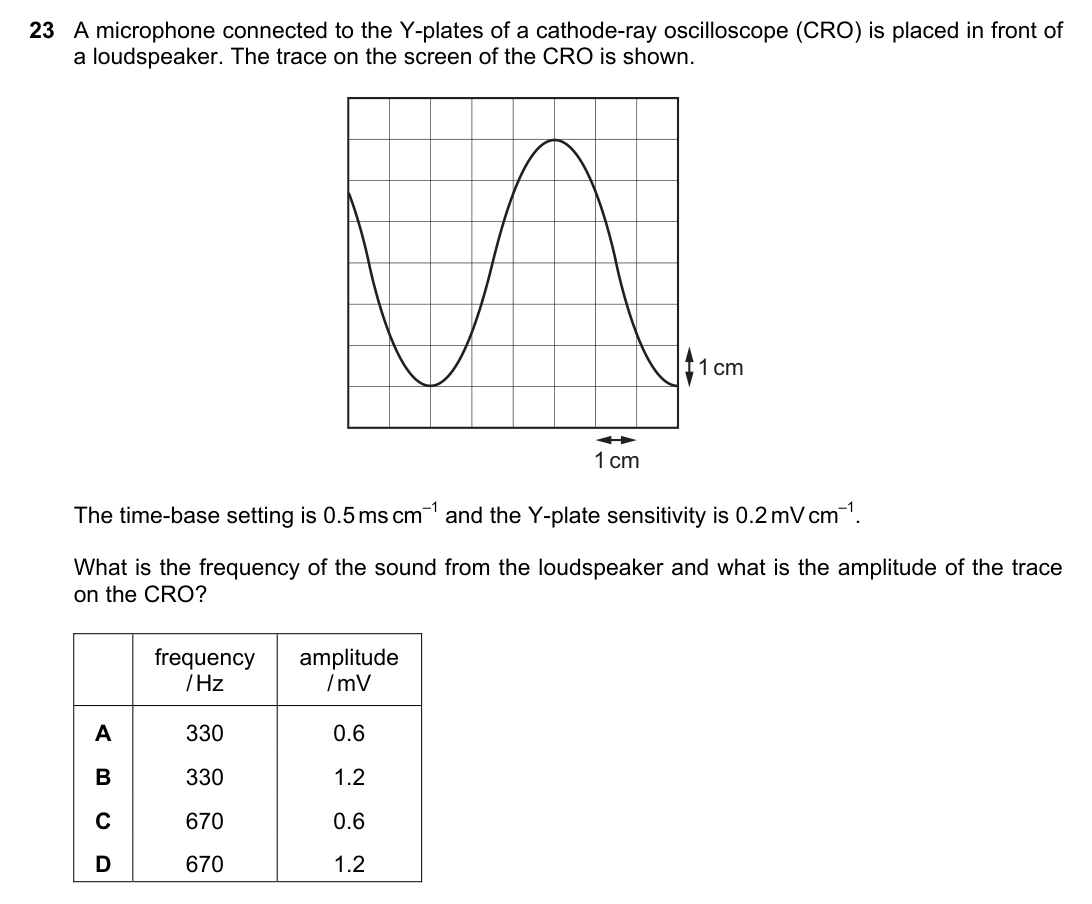 23 A microphone connected to the Y-plates of a cathode-ray oscilloscope (CRO) is placed in front of
a loudspeaker. The trace on the screen of the CRO is shown.
1 cm
1 cm
The time-base setting is 0.5 ms cm⁻¹ and the Y-plate sensitivity is 0.2 mV cm⁻¹.
What is the frequency of the sound from the loudspeaker and what is the amplitude of the trace
on the CRO?
frequency amplitude
/ Hz / mV
A 330 0.6
B 330 1.2
C 670 0.6
D 670 1.2